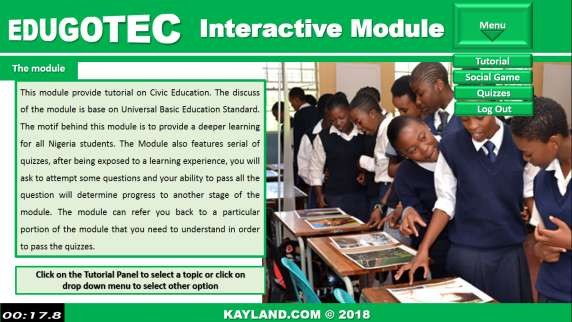 EDUGOTEC Interactive Module
Menu
Tutorial
Social Game
Quizzes
Log Out
The module
This module provide tutorial on Civic Education. The discuss
of the module is base on Universal Basic Education Standard.
The motif behind this module is to provide a deeper learning
for all Nigeria students. The Module also features serial of
quizzes, after being exposed to a learning experience, you will
ask to attempt some questions and your ability to pass all the
question will determine progress to another stage of the
module. The module can refer you back to a particular
portion of the module that you need to understand in order
to pass the quizzes.
Click on the Tutorial Panel to select a topic or click on
drop down menu to select other option
00:17.8
KAYLAND.COM © 2018